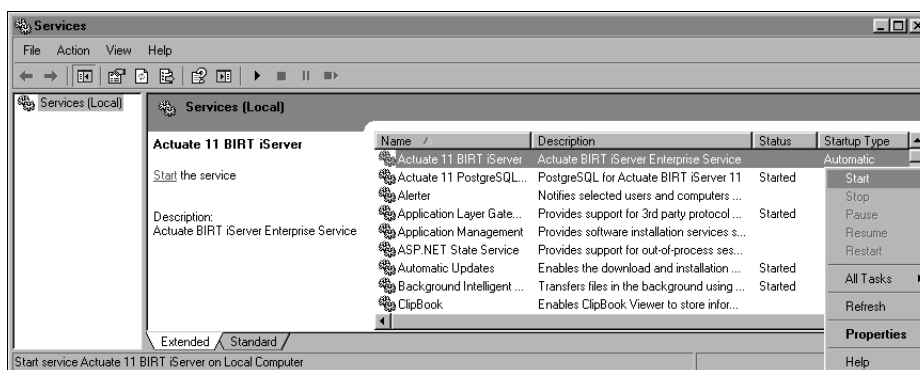 Services
File Action View Help
Services (Local)
Services (Local)
Actuate 11 BIRT iServer
Start the service
Description:
Actuate BIRT iServer Enterprise Service
Name Description Status Startup Type
Actuate 11 BIRT iServer Actuate BIRT iServer Enterprise Service Automatic
Actuate 11 PostgreSQL... PostgreSQL for Actuate BIRT iServer 11 Started
Alerter Notifies selected users and computers ...
Application Layer Gate... Provides support for 3rd party protocol ... Started
Application Management Provides software installation services s...
ASP.NET State Service Provides support for out-of-process ses...
Automatic Updates Enables the download and installation ... Started
Background Intelligent ... Transfers files in the background using ... Started
ClipBook Enables ClipBook Viewer to store infor...
Start
Stop
Pause
Resume
Restart
All Tasks
Refresh
Properties
Help
Extended Standard
Start service Actuate 11 BIRT iServer on Local Computer